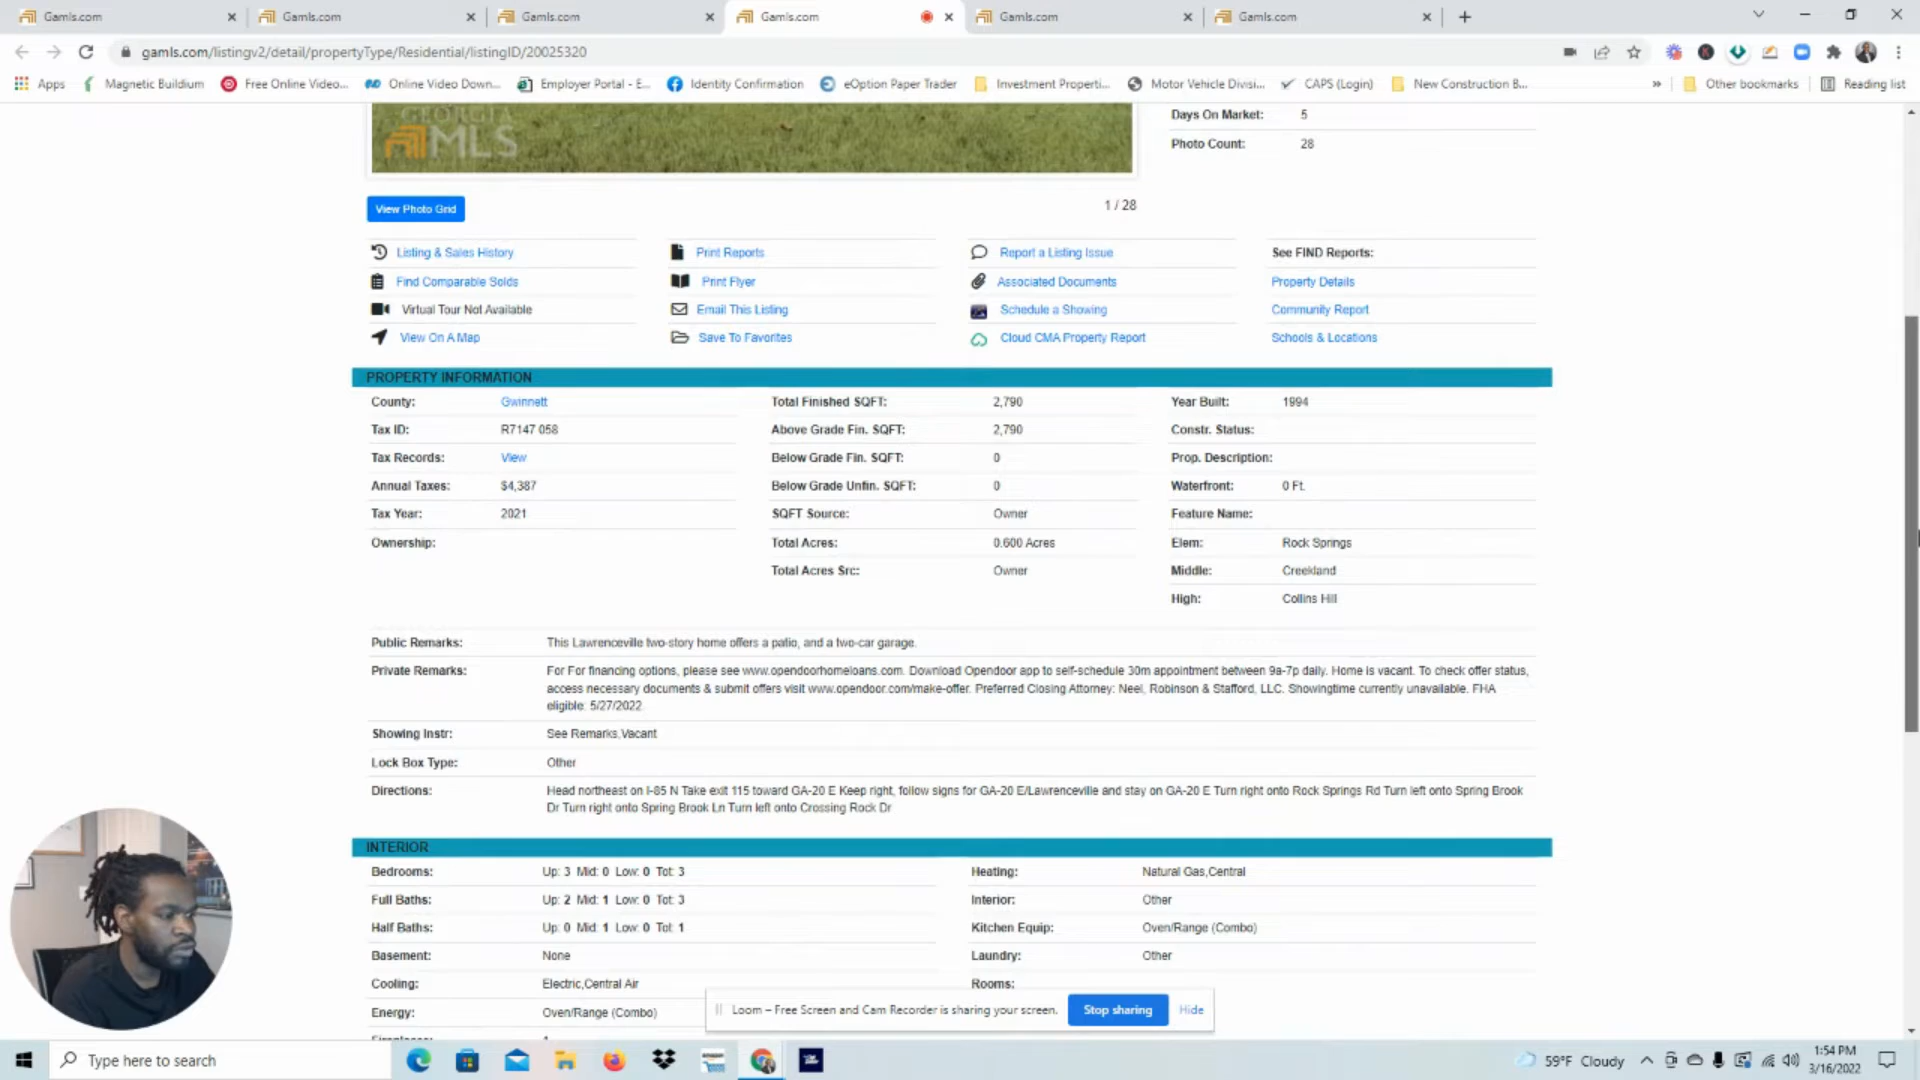 Gamls.com Gamls.com Gamls.com Gamls.com Gamls.com Gamls.com
gamls.com/listingv2/detail/propertyType/Residential/listingID/20025320
Apps Magnetic Buildium Free Online Video... Online Video Down... Employer Portal - E... Identity Confirmation eOption Paper Trader Investment Properti... Motor Vehicle Divisi... CAPS (Login) New Construction B... » Other bookmarks Reading list
GEORGIA
MLS
Days On Market: 5
Photo Count: 28
View Photo Grid
1 / 28
Listing & Sales History Print Reports Report a Listing Issue See FIND Reports:
Find Comparable Solds Print Flyer Associated Documents Property Details
Virtual Tour Not Available Email This Listing Schedule a Showing Community Report
View On A Map Save To Favorites Cloud CMA Property Report Schools & Locations
PROPERTY INFORMATION
County: Gwinnett Total Finished SQFT: 2,790 Year Built: 1994
Tax ID: R7147 058 Above Grade Fin. SQFT: 2,790 Constr. Status:
Tax Records: View Below Grade Fin. SQFT: 0 Prop. Description:
Annual Taxes: $4,387 Below Grade Unfin. SQFT: 0 Waterfront: 0 Ft.
Tax Year: 2021 SQFT Source: Owner Feature Name:
Ownership: Total Acres: 0.600 Acres Elem: Rock Springs
Total Acres Src: Owner Middle: Creekland
High: Collins Hill
Public Remarks: This Lawrenceville two-story home offers a patio, and a two-car garage.
Private Remarks: For For financing options, please see www.opendoorhomeloans.com. Download Opendoor app to self-schedule 30m appointment between 9a-7p daily. Home is vacant. To check offer status,
access necessary documents & submit offers visit www.opendoor.com/make-offer. Preferred Closing Attorney: Neel, Robinson & Stafford, LLC. Showingtime currently unavailable. FHA
eligible: 5/27/2022
Showing Instr: See Remarks,Vacant
Lock Box Type: Other
Directions: Head northeast on I-85 N Take exit 115 toward GA-20 E Keep right, follow signs for GA-20 E/Lawrenceville and stay on GA-20 E Turn right onto Rock Springs Rd Turn left onto Spring Brook
Dr Turn right onto Spring Brook Ln Turn left onto Crossing Rock Dr
INTERIOR
Bedrooms: Up: 3 Mid: 0 Low: 0 Tot: 3 Heating: Natural Gas,Central
Full Baths: Up: 2 Mid: 1 Low: 0 Tot: 3 Interior: Other
Half Baths: Up: 0 Mid: 1 Low: 0 Tot: 1 Kitchen Equip: Oven/Range (Combo)
Basement: None Laundry: Other
Cooling: Electric,Central Air Rooms:
Energy: Oven/Range (Combo)
Loom – Free Screen and Cam Recorder is sharing your screen. Stop sharing Hide
Type here to search
59°F Cloudy
1:54 PM
3/16/2022